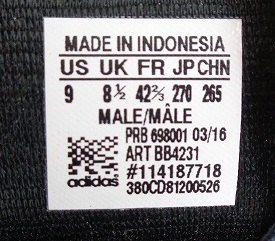 MADE IN INDONESIA
US UK FR JP CHN
9 8½ 42⅔ 270 265
MALE/MÂLE
PRB 698001 03/16
ART BB4231
#114187718
adidas 380CD81200526